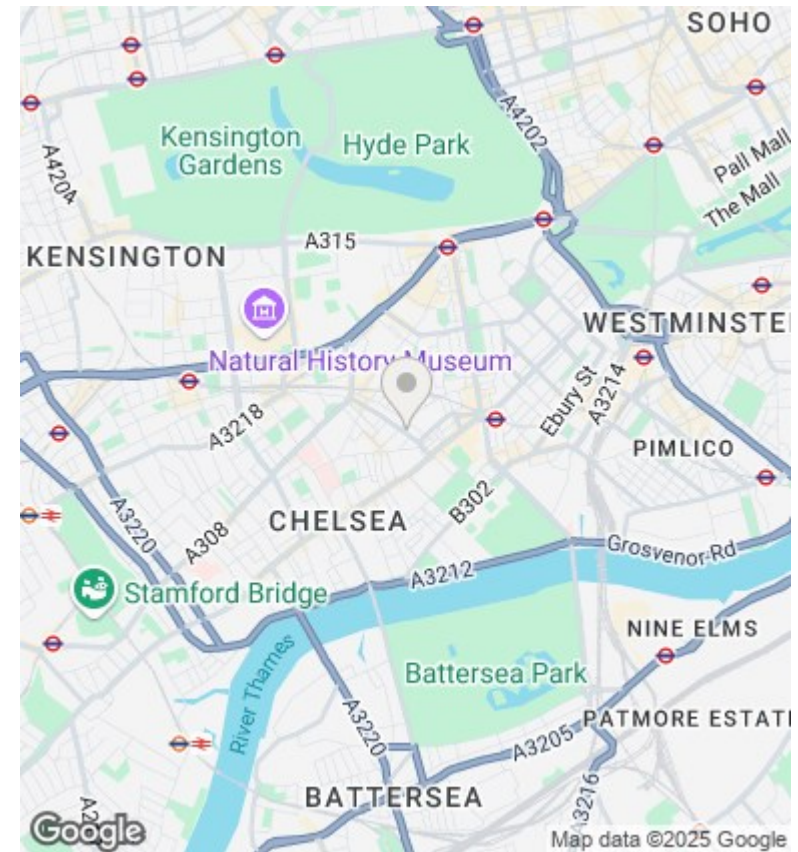 SOHO
A4202
Kensington
Gardens
Hyde Park
A4204
Pall Mall
The Mall
KENSINGTON
A315
WESTMINSTE
Natural History Museum
Ebury St
A3214
A3218
PIMLICO
CHELSEA
B302
A3220
A308
Grosvenor Rd
A3212
Stamford Bridge
NINE ELMS
River Thames
Battersea Park
A3220
PATMORE ESTAT
A3205
A3216
BATTERSEA
Google
Map data ©2025 Google